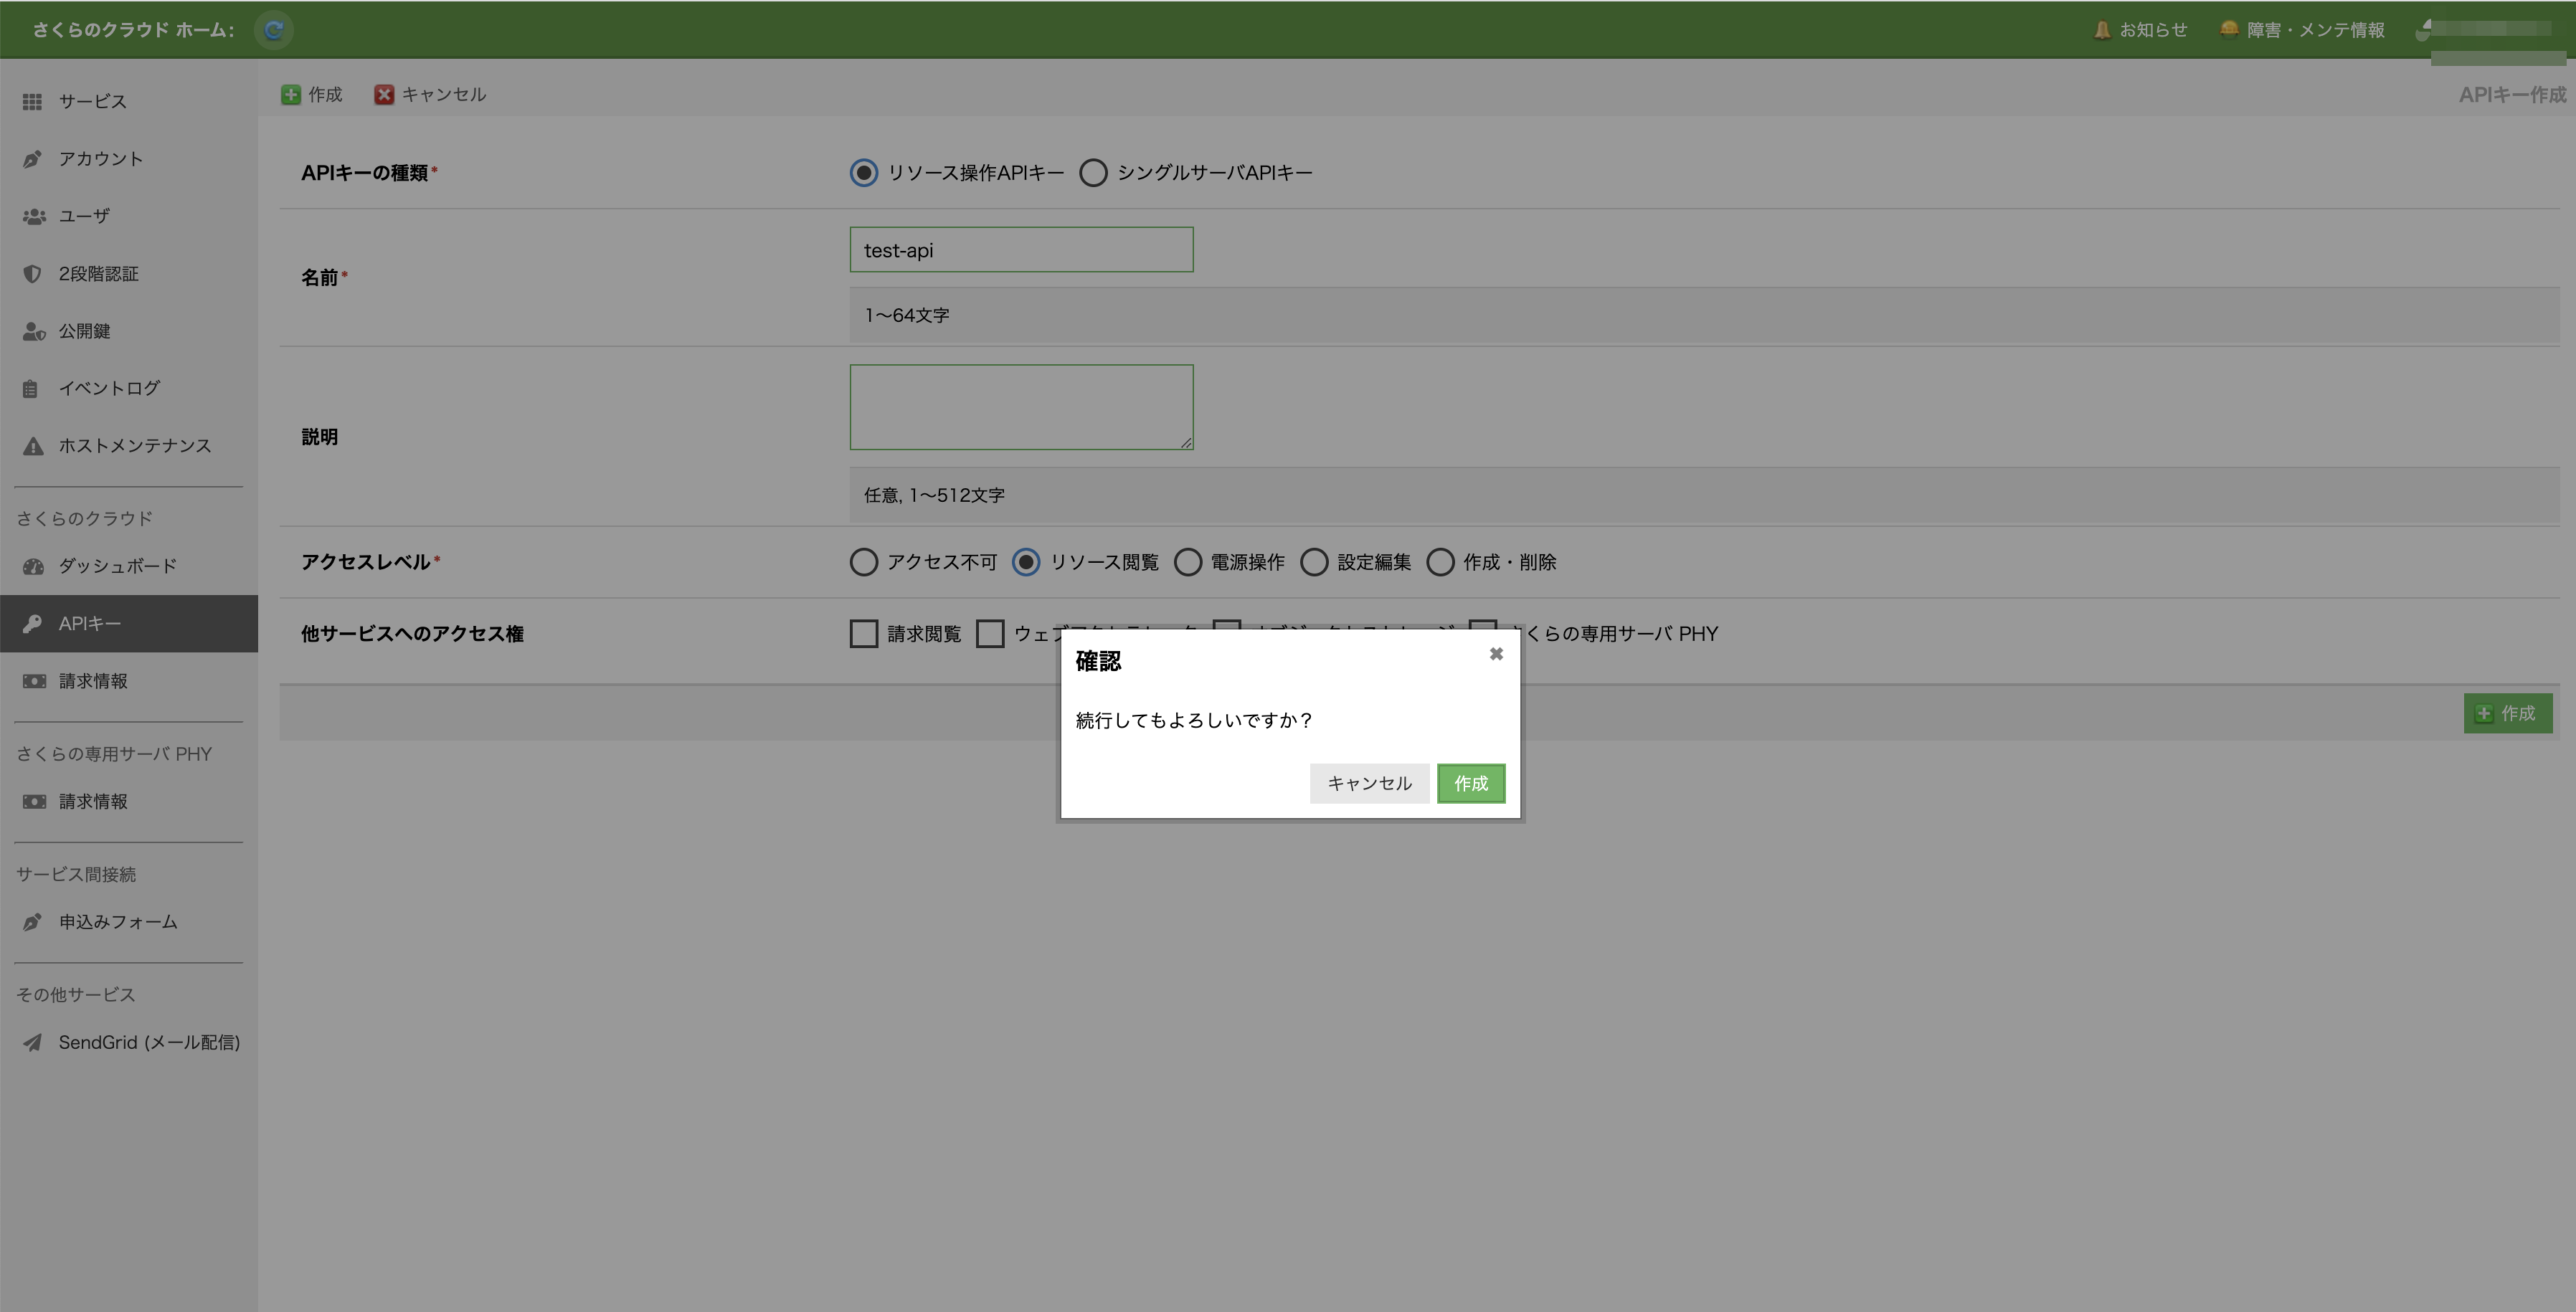 さくらのクラウド ホーム:
お知らせ
障害・メンテ情報
サービス
アカウント
ユーザ
2段階認証
公開鍵
イベントログ
ホストメンテナンス
さくらのクラウド
ダッシュボード
APIキー
請求情報
さくらの専用サーバ PHY
請求情報
サービス間接続
申込みフォーム
その他サービス
SendGrid (メール配信)
作成 キャンセル
APIキー作成
APIキーの種類*
リソース操作APIキー シングルサーバAPIキー
名前*
test-api
1〜64文字
説明
任意, 1〜512文字
アクセスレベル*
アクセス不可 リソース閲覧 電源操作 設定編集 作成・削除
他サービスへのアクセス権
請求閲覧 くらの専用サーバ PHY
作成
確認
続行してもよろしいですか？
キャンセル 作成